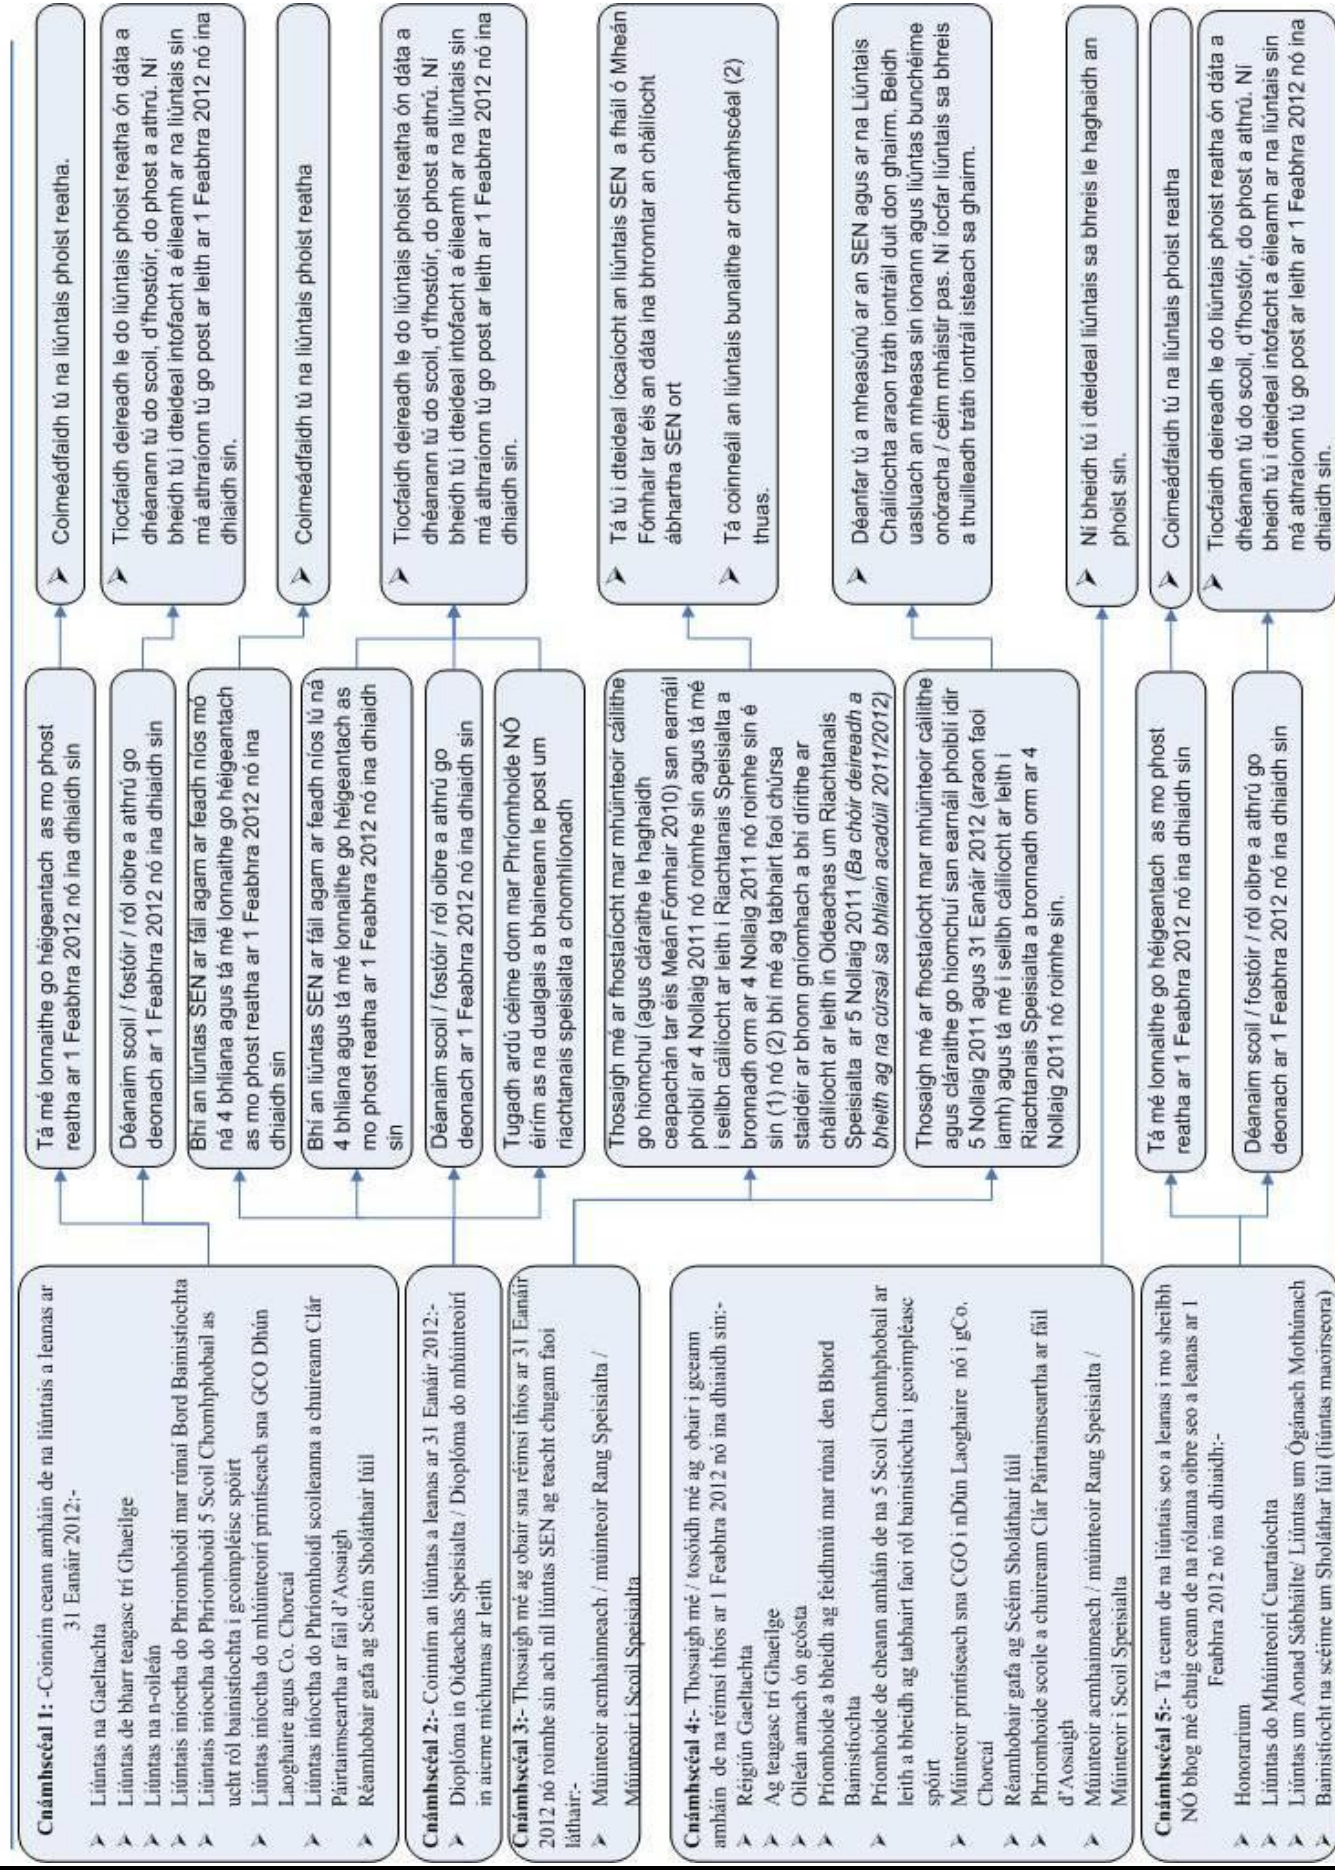 Cnámhscéal 1: -Coinnim ceann amháin de na liúntais a leanas ar
31 Eanáir 2012:-
➢ Liúntas na Gaeltachta
➢ Liúntas de bharr teagasc trí Ghaeilge
➢ Liúntas na n-oileán
➢ Liúntais iníoctha do Phríomhoidí mar rúnaí Bord Bainistíochta
➢ Liúntais iníoctha do Phríomhoidí 5 Scoil Chomhphobail as
ucht ról bainistíochta i gcoimpléisc spóirt
➢ Liúntas iníoctha do mhúinteoirí printíseach sna GCO Dhún
Laoghaire agus Co. Chorcaí
➢ Liúntas iníoctha do Phríomhoidí scoileanna a chuireann Clár
Páirtaimseartha ar fáil d'Aosaigh
➢ Réamhobair gafa ag Scéim Sholáthair Iúil
Tá mé lonnaithe go héigeantach as mo phost
reatha ar 1 Feabhra 2012 nó ina dhiaidh sin
➢ Coimeádfaidh tú na liúntais phoist reatha.
Déanaim scoil / fostóir / ról oibre a athrú go
deonach ar 1 Feabhra 2012 nó ina dhiaidh sin
➢ Tiocfaidh deireadh le do liúntais phoist reatha ón dáta a
dhéanann tú do scoil, d'fhostóir, do phost a athrú. Ní
bheidh tú i dteideal intofacht a éileamh ar na liúntais sin
má athraíonn tú go post ar leith ar 1 Feabhra 2012 nó ina
dhiaidh sin.
Cnámhscéal 2:- Coinnín an liúntas a leanas ar 31 Eanáir 2012:-
➢ Dioplóma in Oideachas Speisialta / Dioplóma do mhúinteoirí
in aicme míchumas ar leith
Bhí an liúntas SEN ar fáil agam ar feadh níos mó
ná 4 bhliana agus tá mé lonnaithe go héigeantach
as mo phost reatha ar 1 Feabhra 2012 nó ina
dhiaidh sin
➢ Coimeádfaidh tú na liúntais phoist reatha
Bhí an liúntas SEN ar fáil agam ar feadh níos lú ná
4 bhliana agus tá mé lonnaithe go héigeantach as
mo phost reatha ar 1 Feabhra 2012 nó ina dhiaidh
sin
Déanaim scoil / fostóir / ról oibre a athrú go
deonach ar 1 Feabhra 2012 nó ina dhiaidh sin
Tugadh ardú céime dom mar Phríomhoide NÓ
éirím as na dualgais a bhaineann le post um
riachtanais speisialta a chomhlíonadh
➢ Tiocfaidh deireadh le do liúntais phoist reatha ón dáta a
dhéanann tú do scoil, d'fhostóir, do phost a athrú. Ní
bheidh tú i dteideal intofacht a éileamh ar na liúntais sin
má athraíonn tú go post ar leith ar 1 Feabhra 2012 nó ina
dhiaidh sin.
Cnámhscéal 3:- Thosaigh mé ag obair sna réimsí thíos ar 31 Eanáir
2012 nó roimhe sin ach níl liúntas SEN ag teacht chugam faoi
láthair:-
➢ Múinteoir acmhainneach / múinteoir Rang Speisialta /
Múinteoir i Scoil Speisialta
Thosaigh mé ar fhostaíocht mar mhúinteoir cáilithe
go hiomchuí (agus cláraithe le haghaidh
ceapachán tar éis Meán Fómhair 2010) san earnáil
phoiblí ar 4 Nollaig 2011 nó roimhe sin agus tá mé
i seilbh cáilíocht ar leith i Riachtanais Speisialta a
bronnadh orm ar 4 Nollaig 2011 nó roimhe sin é
sin (1) nó (2) bhí mé ag tabhairt faoi chúrsa
staidéir ar bhonn gníomhach a bhí dírithe ar
cháilíocht ar leith in Oideachas um Riachtanais
Speisialta ar 5 Nollaig 2011 (Ba chóir deireadh a
bheith ag na cúrsaí sa bhliain acadúil 2011/2012)
➢ Tá tú i dteideal íocaíocht an liúntais SEN a fháil ó Mheán
Fómhair tar éis an dáta ina bhronntar an cháilíocht
ábhartha SEN ort
➢ Tá coinneáil an liúntais bunaithe ar chnámhscéal (2)
thuas.
Thosaigh mé ar fhostaíocht mar mhúinteoir cáilithe
agus cláraithe go hiomchuí san earnáil phoiblí idir
5 Nollaig 2011 agus 31 Eanáir 2012 (araon faoi
iamh) agus tá mé i seilbh cáilíocht ar leith i
Riachtanais Speisialta a bronnadh orm ar 4
Nollaig 2011 nó roimhe sin.
➢ Déanfar tú a mheasúnú ar an SEN agus ar na Liúntais
Cháilíochta araon tráth iontráil duit don ghairm. Beidh
uasluach an mheasa sin ionann agus liúntas bunchéime
onóracha / céim mháistir pas. Ní íocfar liúntais sa bhreis
a thuilleadh tráth iontráil isteach sa ghairm.
Cnámhscéal 4:- Thosaigh mé / tosóidh mé ag obair i gceann
amháin de na réimsí thíos ar 1 Feabhra 2012 nó ina dhiaidh sin:-
➢ Réigiún Gaeltachta
➢ Ag teagasc trí Ghaeilge
➢ Oileán amach ón gcósta
➢ Príomhoide a bheidh ag feidhmiú mar rúnaí den Bhord
Bainistíochta
➢ Príomhoide de cheann amháin de na 5 Scoil Chomhphobail ar
leith a bheidh ag tabhairt faoi ról bainistíochta i gcoimpléasc
spóirt
➢ Múinteoir printíseach sna CGO i nDún Laoghaire nó i gCo.
Chorcaí
➢ Réamhobair gafa ag Scéim Sholáthair Iúil
➢ Phríomhoide scoile a chuireann Clár Páirtaimseartha ar fáil
d'Aosaigh
➢ Múinteoir acmhainneach / múinteoir Rang Speisialta /
Múinteoir i Scoil Speisialta
➢ Ní bheidh tú i dteideal liúntais sa bhreis le haghaidh an
phoist sin.
Cnámhscéal 5:- Tá ceann de na liúntais seo a leanas i mo sheilbh
NÓ bhog mé chuig ceann de na rólanna oibre seo a leanas ar 1
Feabhra 2012 nó ina dhiaidh:-
➢ Honorarium
➢ Liúntas do Mhúinteoirí Cuartaíochta
➢ Liúntas um Aonad Sábháilte/ Liúntas um Ógánach Mothúnach
➢ Bainistíocht na scéime um Sholáthar Iúil (liúntas maoirseora)
Tá mé lonnaithe go héigeantach as mo phost
reatha ar 1 Feabhra 2012 nó ina dhiaidh sin
➢ Coimeádfaidh tú na liúntais phoist reatha
Déanaim scoil / fostóir / ról oibre a athrú go
deonach ar 1 Feabhra 2012 nó ina dhiaidh sin
➢ Tiocfaidh deireadh le do liúntais phoist reatha ón dáta a
dhéanann tú do scoil, d'fhostóir, do phost a athrú. Ní
bheidh tú i dteideal intofacht a éileamh ar na liúntais sin
má athraíonn tú go post ar leith ar 1 Feabhra 2012 nó ina
dhiaidh sin.